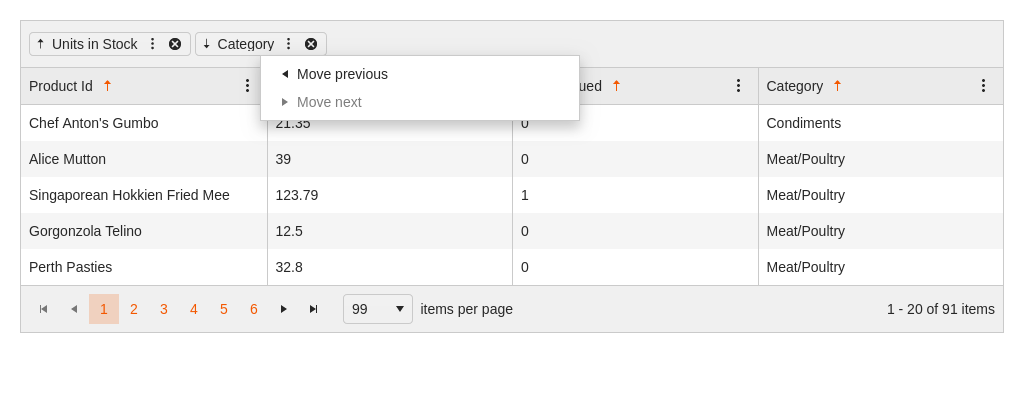 Units in Stock Category
Move previous
Move next
Product Id ued Category
Chef Anton's Gumbo 21.35 0 Condiments
Alice Mutton 39 0 Meat/Poultry
Singaporean Hokkien Fried Mee 123.79 1 Meat/Poultry
Gorgonzola Telino 12.5 0 Meat/Poultry
Perth Pasties 32.8 0 Meat/Poultry
1 2 3 4 5 6 99 items per page 1 - 20 of 91 items